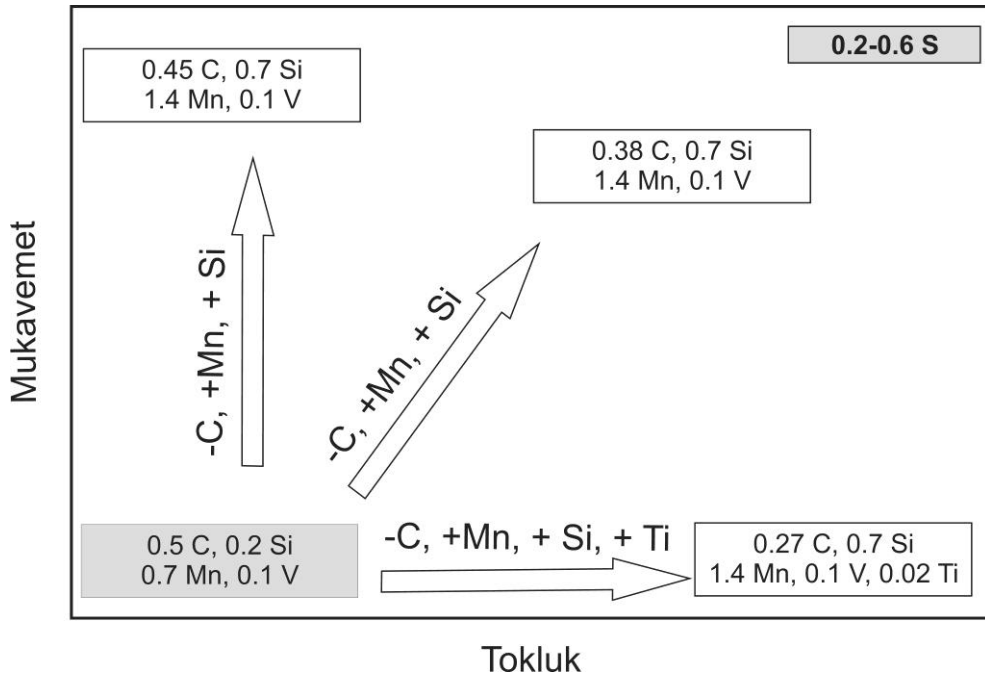 0.2-0.6 S
0.45 C, 0.7 Si
1.4 Mn, 0.1 V
0.38 C, 0.7 Si
1.4 Mn, 0.1 V
Mukavemet
-C, +Mn, + Si
-C, +Mn, + Si
-C, +Mn, + Si, + Ti
0.5 C, 0.2 Si
0.7 Mn, 0.1 V
0.27 C, 0.7 Si
1.4 Mn, 0.1 V, 0.02 Ti
Tokluk